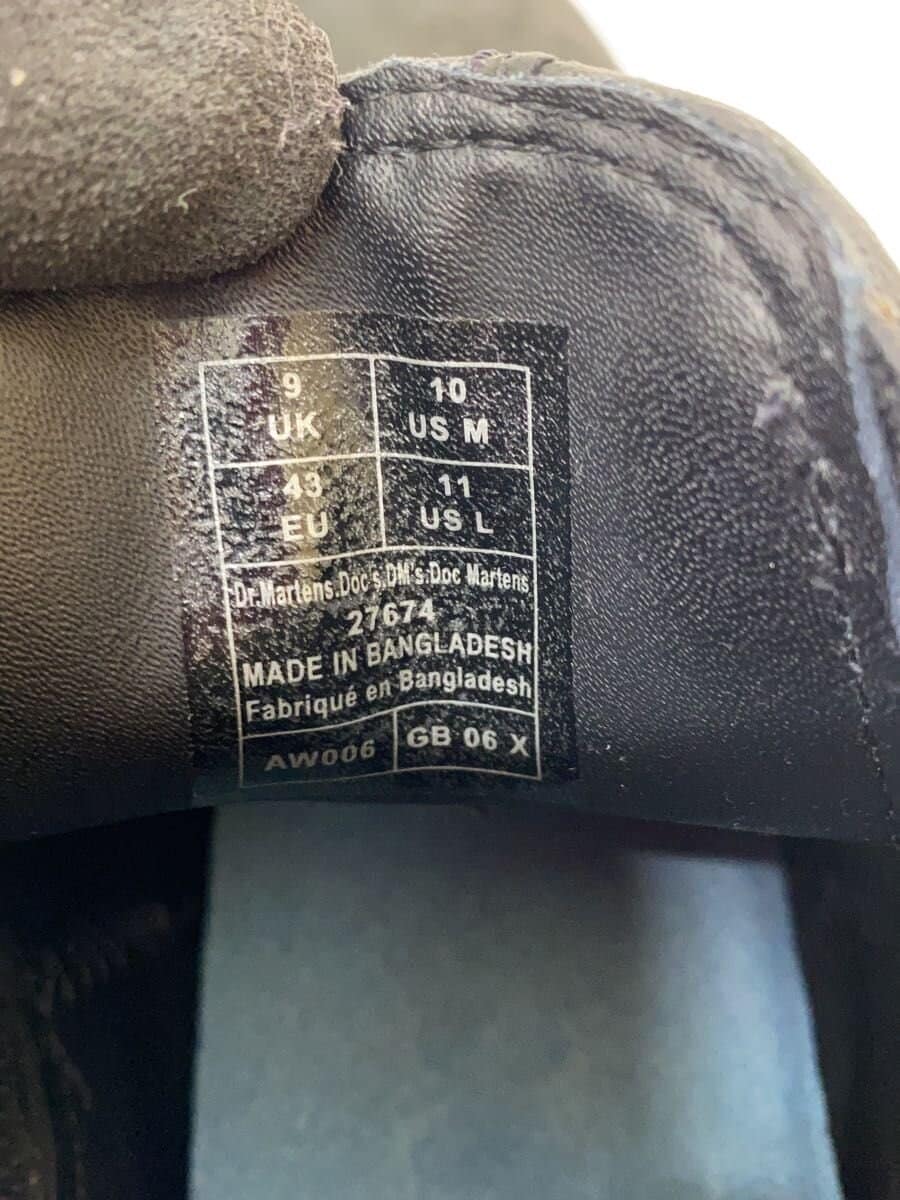 9
UK
10
US M
43
EU
11
US L
Dr.Martens.Doc's.DM's.Doc Martens
27674
MADE IN BANGLADESH
Fabriqué en Bangladesh
AW006
GB 06 X